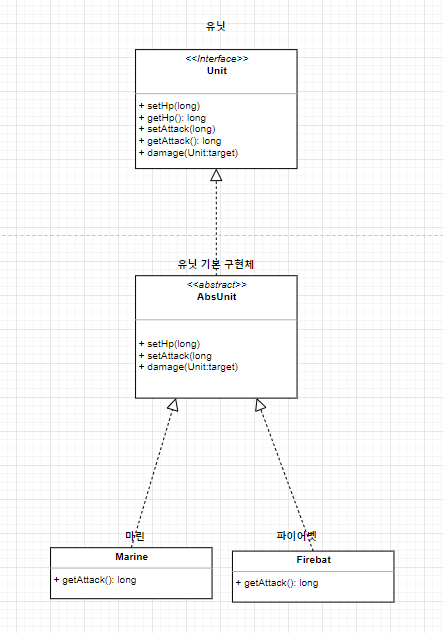 유닛
<<Interface>>
Unit
+ setHp(long)
+ getHp(): long
+ setAttack(long)
+ getAttack(): long
+ damage(Unit:target)
유닛 기본 구현체
<<abstract>>
AbsUnit
+ setHp(long)
+ setAttack(long
+ damage(Unit:target)
마린
Marine
+ getAttack(): long
파이어벳
Firebat
+ getAttack(): long